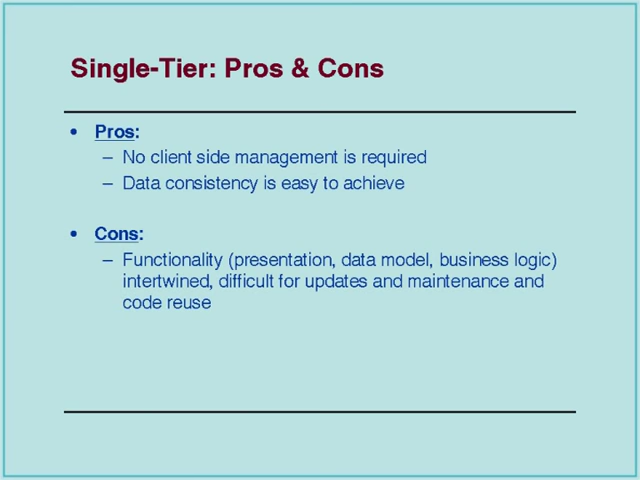 Single-Tier: Pros & Cons
• Pros:
– No client side management is required
– Data consistency is easy to achieve
• Cons:
– Functionality (presentation, data model, business logic)
intertwined, difficult for updates and maintenance and
code reuse